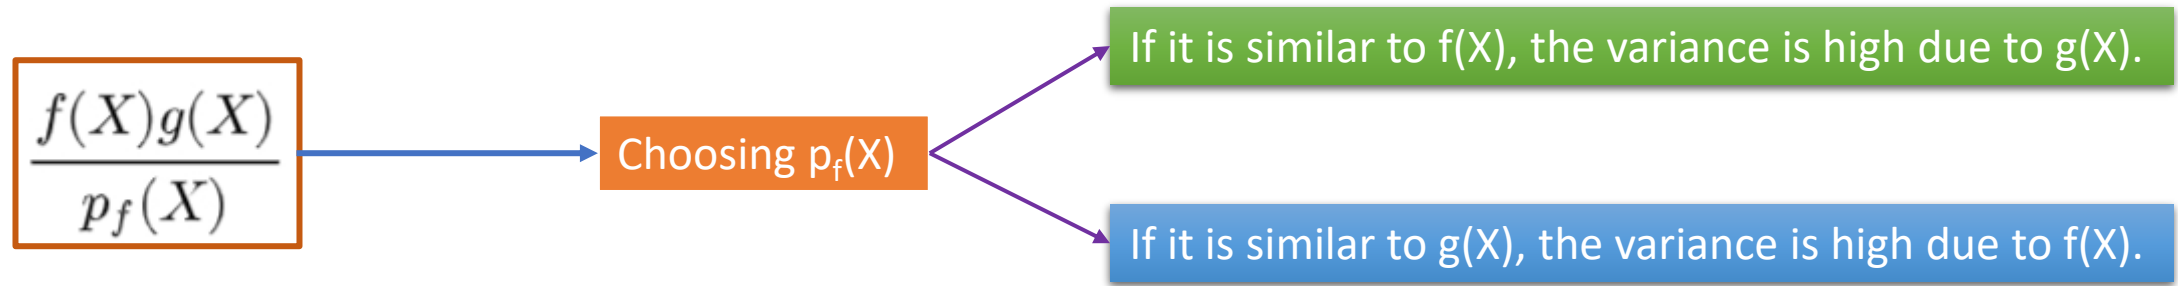 f(X)g(X)
p_f(X)
Choosing p_f(X)
If it is similar to f(X), the variance is high due to g(X).
If it is similar to g(X), the variance is high due to f(X).